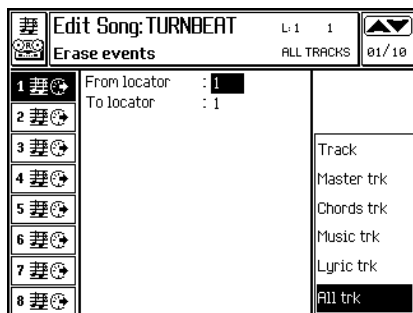 Edit Song: TURNBEAT
L: 1 1
Erase events
ALL TRACKS
01/10
From locator : 1
To locator : 1
1
2
3
4
5
6
7
8
Track
Master trk
Chords trk
Music trk
Lyric trk
All trk